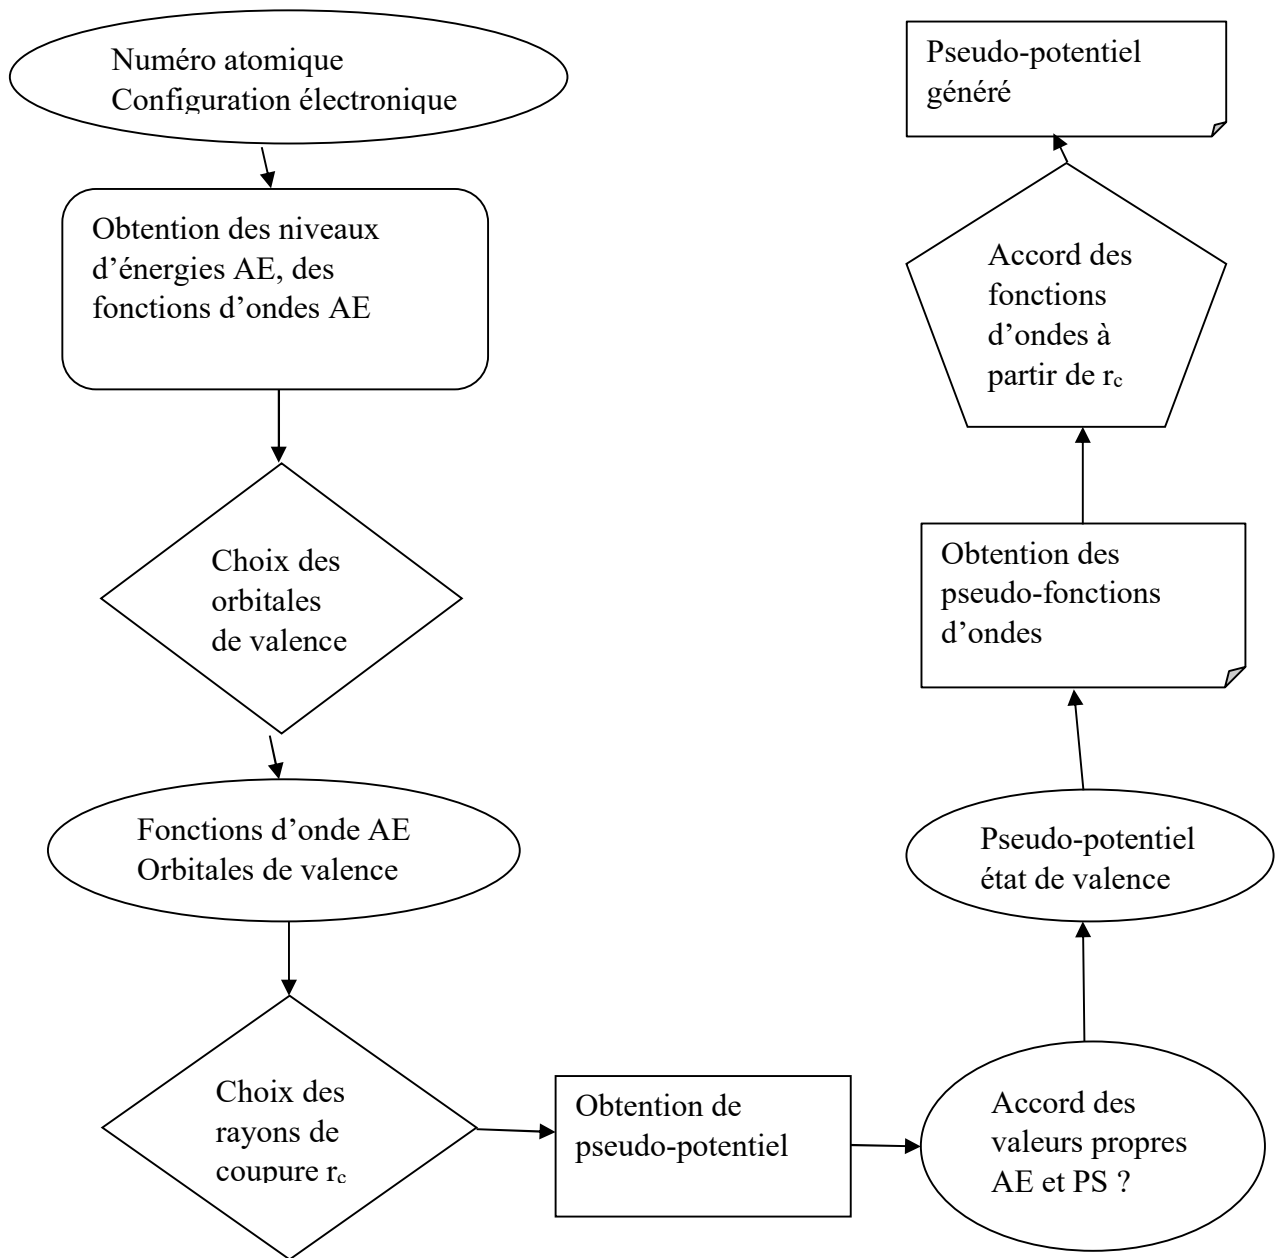 Numéro atomique
Configuration électronique
Obtention des niveaux
d’énergies AE, des
fonctions d’ondes AE
Choix des
orbitales
de valence
Fonctions d’onde AE
Orbitales de valence
Choix des
rayons de
coupure rc
Obtention de
pseudo-potentiel
Accord des
valeurs propres
AE et PS ?
Pseudo-potentiel
état de valence
Obtention des
pseudo-fonctions
d’ondes
Accord des
fonctions
d’ondes à
partir de rc
Pseudo-potentiel
généré